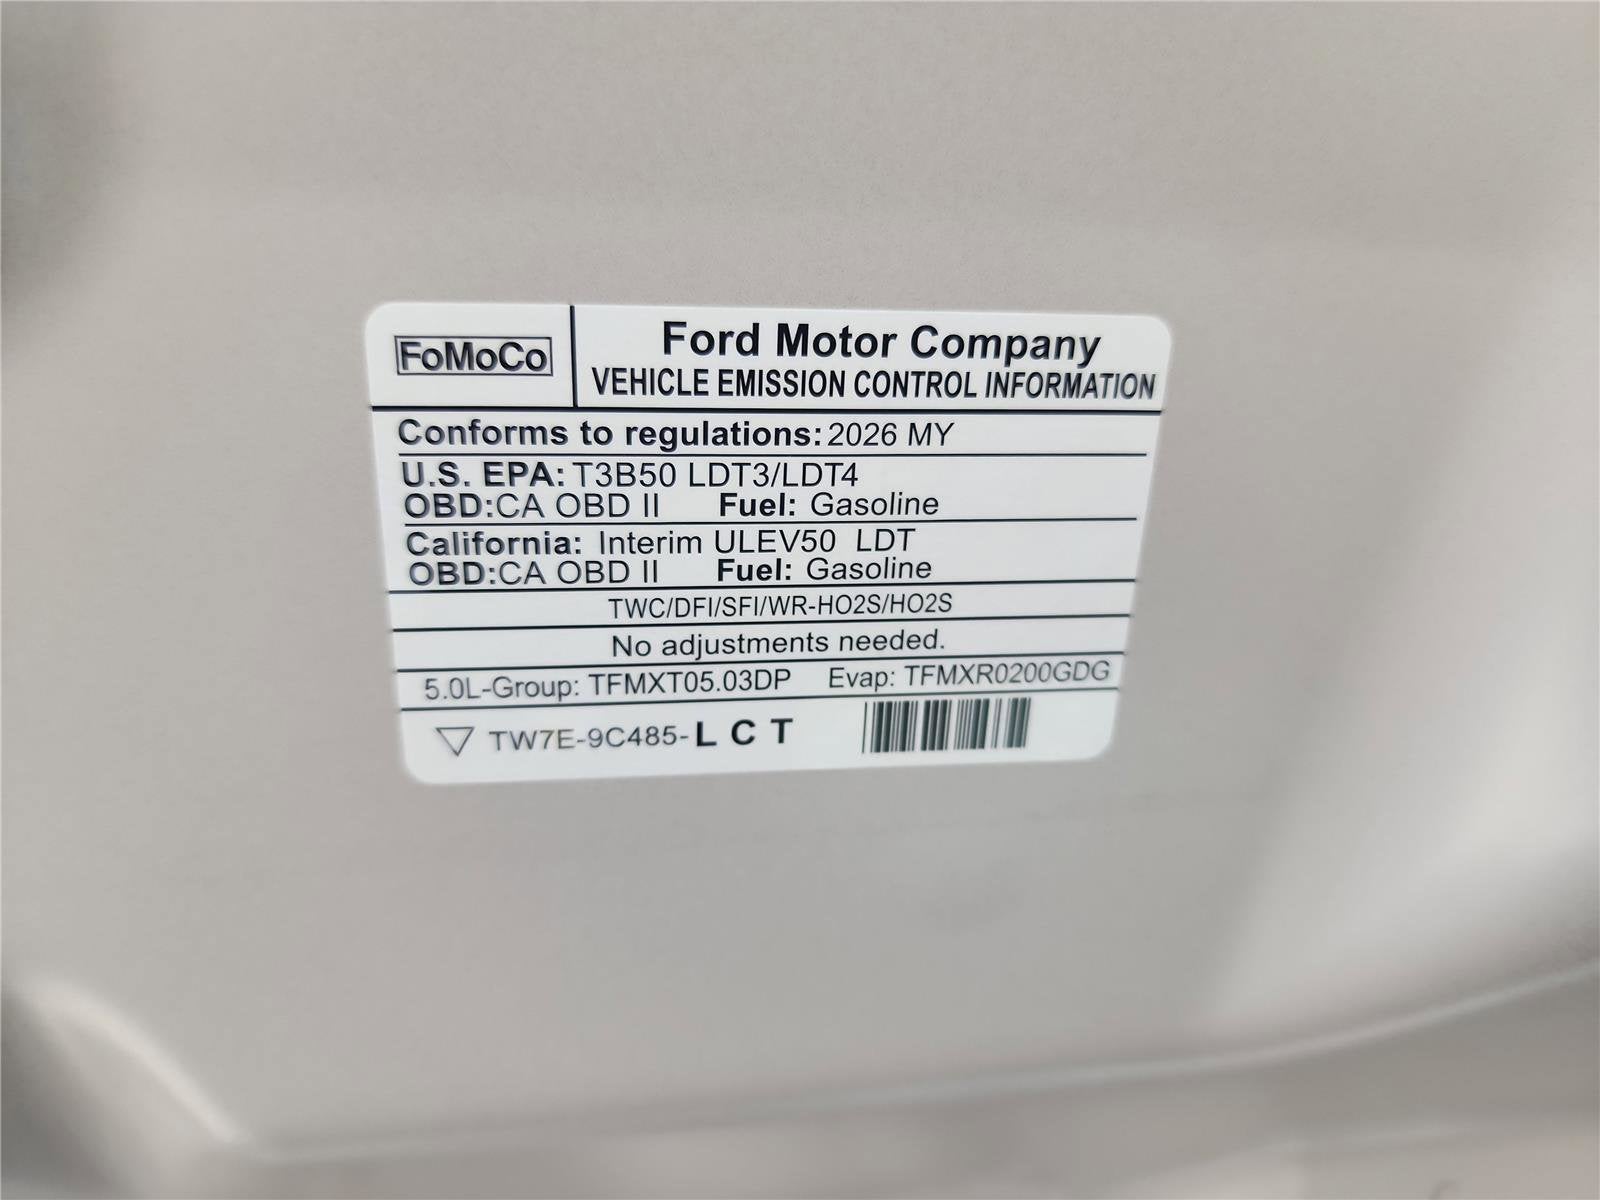 FoMoCo
Ford Motor Company
VEHICLE EMISSION CONTROL INFORMATION
Conforms to regulations: 2026 MY
U.S. EPA: T3B50 LDT3/LDT4
OBD: CA OBD II Fuel: Gasoline
California: Interim ULEV50 LDT
OBD: CA OBD II Fuel: Gasoline
TWC/DFI/SFI/WR-HO2S/HO2S
No adjustments needed.
5.0L-Group: TFMXT05.03DP Evap: TFMXR0200GDG
TW7E-9C485-L C T